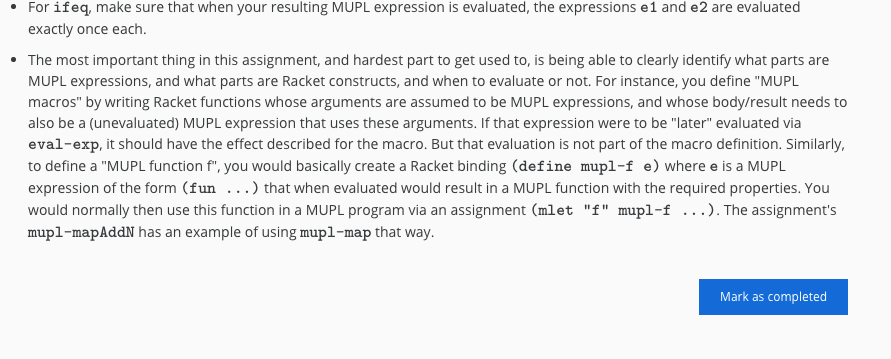 For ifeq, make sure that when your resulting MUPL expression is evaluated, the expressions e1 and e2 are evaluated
exactly once each.
The most important thing in this assignment, and hardest part to get used to, is being able to clearly identify what parts are
MUPL expressions, and what parts are Racket constructs, and when to evaluate or not. For instance, you define "MUPL
macros" by writing Racket functions whose arguments are assumed to be MUPL expressions, and whose body/result needs to
also be a (unevaluated) MUPL expression that uses these arguments. If that expression were to be "later" evaluated via
eval-exp, it should have the effect described for the macro. But that evaluation is not part of the macro definition. Similarly,
to define a "MUPL function f", you would basically create a Racket binding (define mupl-f e) where e is a MUPL
expression of the form (fun ...) that when evaluated would result in a MUPL function with the required properties. You
would normally then use this function in a MUPL program via an assignment (mlet "f" mupl-f ...). The assignment's
mupl-mapAddN has an example of using mupl-map that way.
Mark as completed